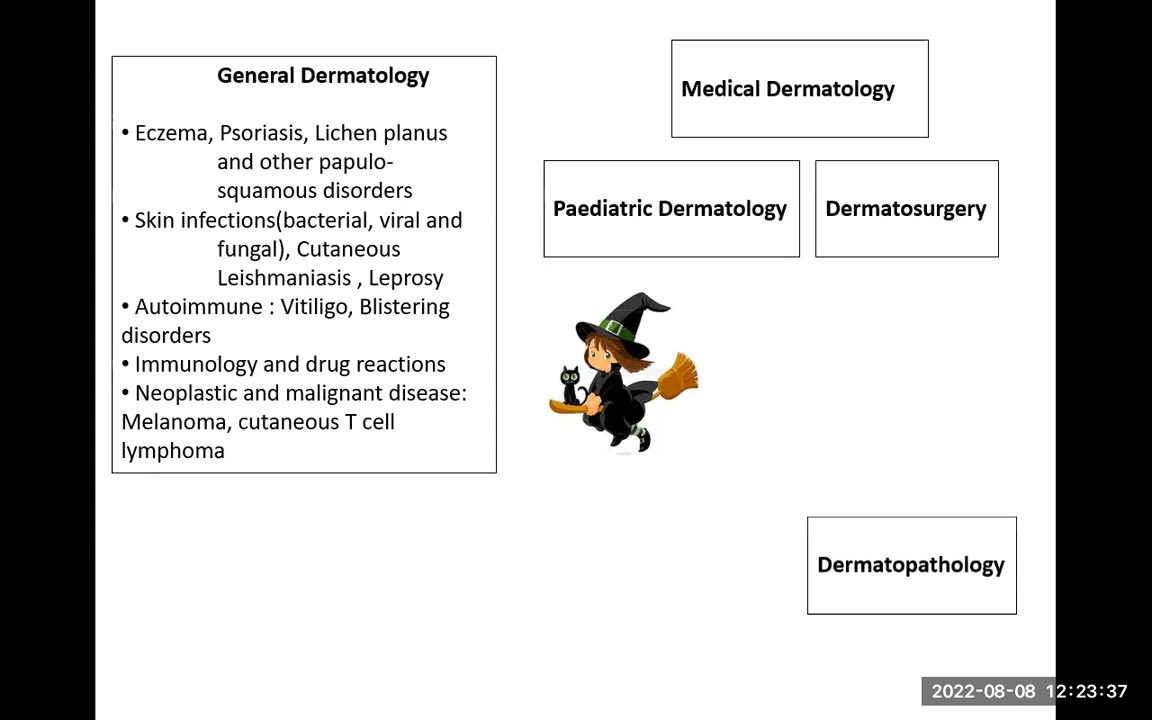 General Dermatology
• Eczema, Psoriasis, Lichen planus
and other papulo-
squamous disorders
• Skin infections(bacterial, viral and
fungal), Cutaneous
Leishmaniasis , Leprosy
• Autoimmune : Vitiligo, Blistering
disorders
• Immunology and drug reactions
• Neoplastic and malignant disease:
Melanoma, cutaneous T cell
lymphoma
Medical Dermatology
Paediatric Dermatology
Dermatosurgery
Dermatopathology
2022-08-08 12:23:37